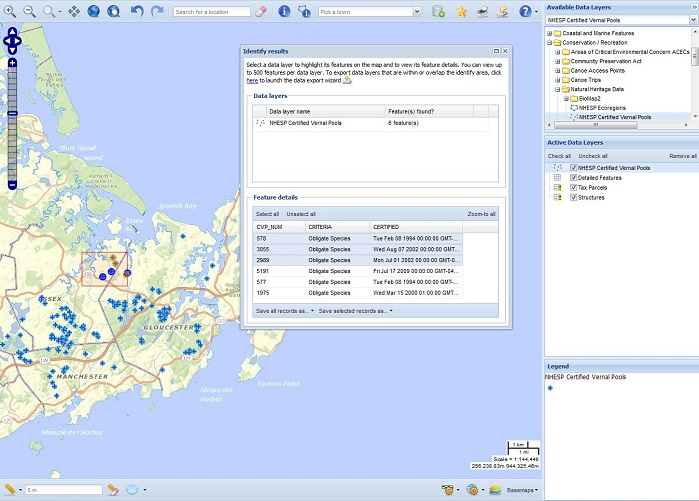 Search for a location
Pick a town
Help
Available Data Layers
NHESP Certified Vernal Pools
Coastal and Marine Features
Conservation / Recreation
Areas of Critical Environmental Concern ACECs
Community Preservation Act
Canoe Access Points
Canoe Trips
Natural Heritage Data
BioMap2
NHESP Ecoregions
NHESP Certified Vernal Pools
Active Data Layers
Check all Uncheck all Remove all
NHESP Certified Vernal Pools
Detailed Features
Tax Parcels
Structures
Legend
NHESP Certified Vernal Pools
Identify results
Select a data layer to highlight its features on the map and to view its feature details. You can view up
to 500 features per data layer. To export data layers that are within or overlap the identify area, click
here to launch the data export wizard
Data layers
Data layer name Feature(s) found?
NHESP Certified Vernal Pools 6 feature(s)
Feature details
Select all Unselect all Zoom-to all
CVP_NUM CRITERIA CERTIFIED
578 Obligate Species Tue Feb 08 1994 00:00:00 GMT-...
3055 Obligate Species Wed Aug 07 2002 00:00:00 GMT-...
2989 Obligate Species Mon Jul 01 2002 00:00:00 GMT-...
5191 Obligate Species Fri Jul 17 2009 00:00:00 GMT-04...
577 Obligate Species Tue Feb 08 1994 00:00:00 GMT-...
1975 Obligate Species Wed Mar 15 2000 01:00:00 GMT-...
Save all records as... Save selected records as...
Plum Island
Sound
Ipswich Bay
Essex
Bay
ESSEX
GLOUCESTER
MANCHESTER
Gloucester
Harbor
Eastern Point
Manchester Harbor
1 km
1 mi
Scale = 1:144,448
256,238.83m 944,325.46m
0 m
Basemaps